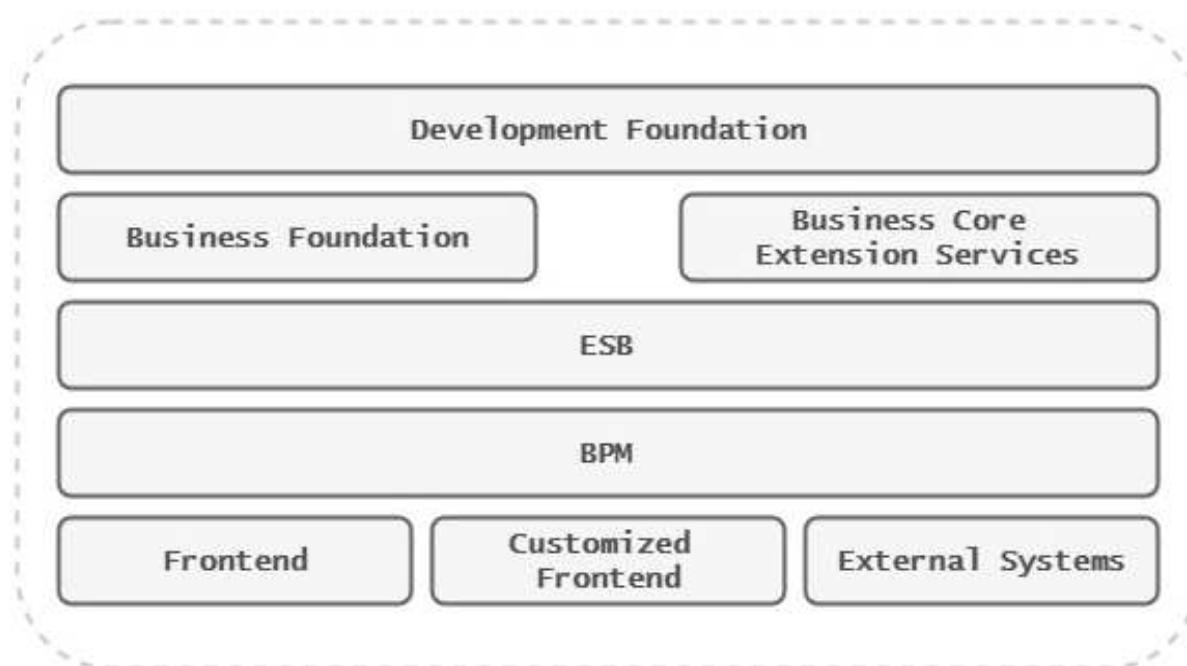 Development Foundation
Business Foundation
Business Core
Extension Services
ESB
BPM
Frontend
Customized
Frontend
External Systems